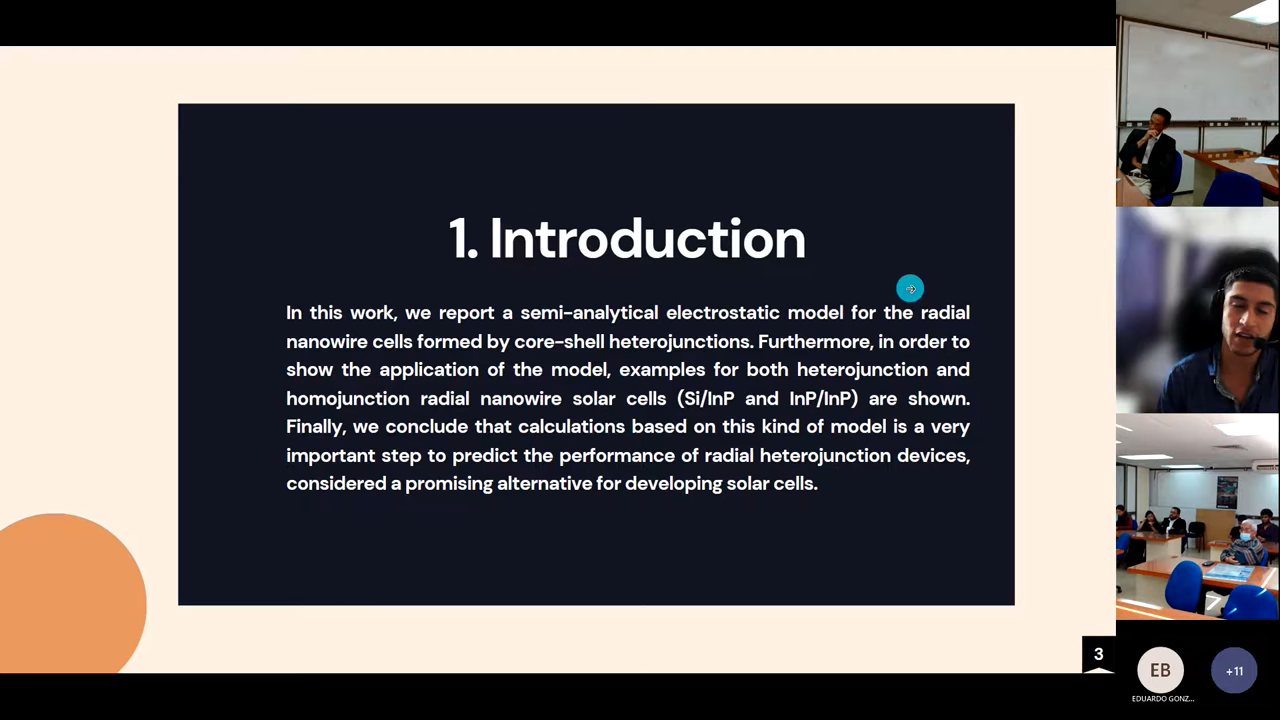 1. Introduction
In this work, we report a semi-analytical electrostatic model for the radial
nanowire cells formed by core-shell heterojunctions. Furthermore, in order to
show the application of the model, examples for both heterojunction and
homojunction radial nanowire solar cells (Si/InP and InP/InP) are shown.
Finally, we conclude that calculations based on this kind of model is a very
important step to predict the performance of radial heterojunction devices,
considered a promising alternative for developing solar cells.
3
EB
+11
EDUARDO GONZ...